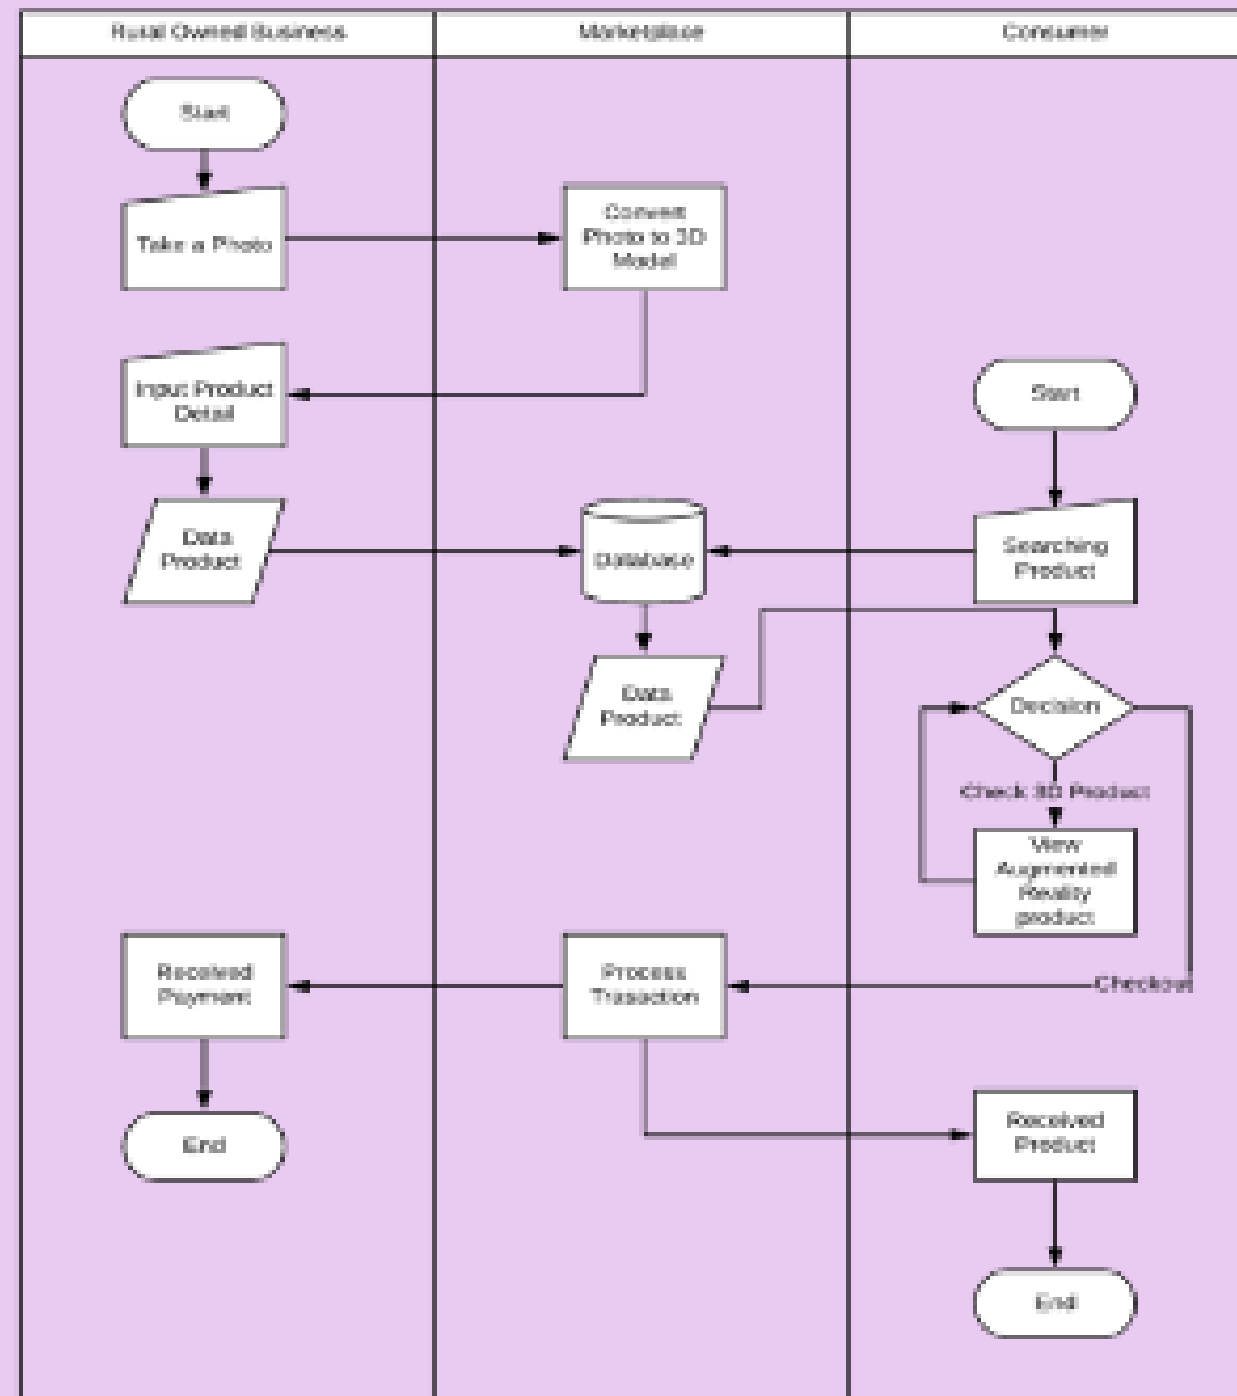 Rural Owned Business
Marketplace
Consumer
Start
Take a Photo
Convert
Photo to 3D
Model
Input Product
Detail
Start
Data
Product
Database
Searching
Product
Data
Product
Decision
Check 3D Product
View
Augmented
Reality
product
Received
Payment
Process
Trasaction
Checkout
End
Received
Product
End